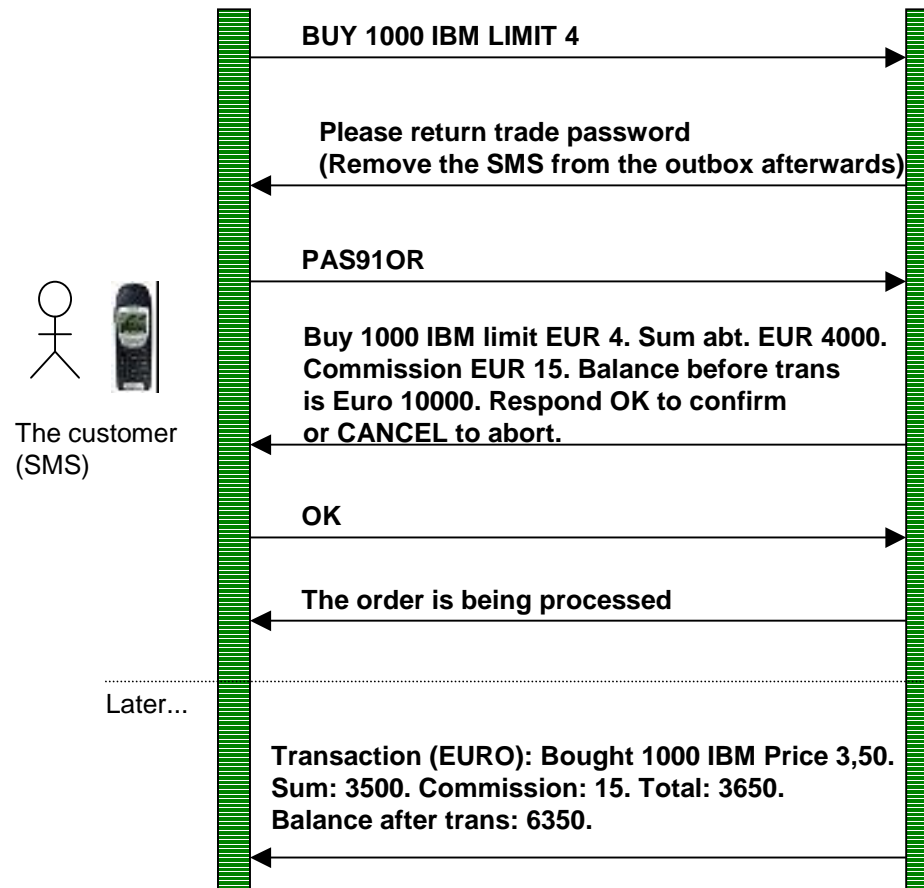 BUY 1000 IBM LIMIT 4
Please return trade password
(Remove the SMS from the outbox afterwards)
PAS91OR
Buy 1000 IBM limit EUR 4. Sum abt. EUR 4000.
Commission EUR 15. Balance before trans
is Euro 10000. Respond OK to confirm
or CANCEL to abort.
The customer
(SMS)
OK
The order is being processed
Later...
Transaction (EURO): Bought 1000 IBM Price 3,50.
Sum: 3500. Commission: 15. Total: 3650.
Balance after trans: 6350.